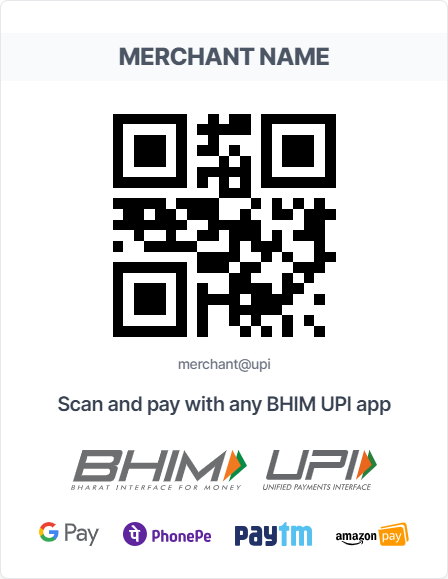 MERCHANT NAME
upi:
merchant@upi
Scan and pay with any BHIM UPI app
BHIM UPI
BHARAT INTERFACE FOR MONEY UNIFIED PAYMENTS INTERFACE
G Pay पे PhonePe paytm amazon pay